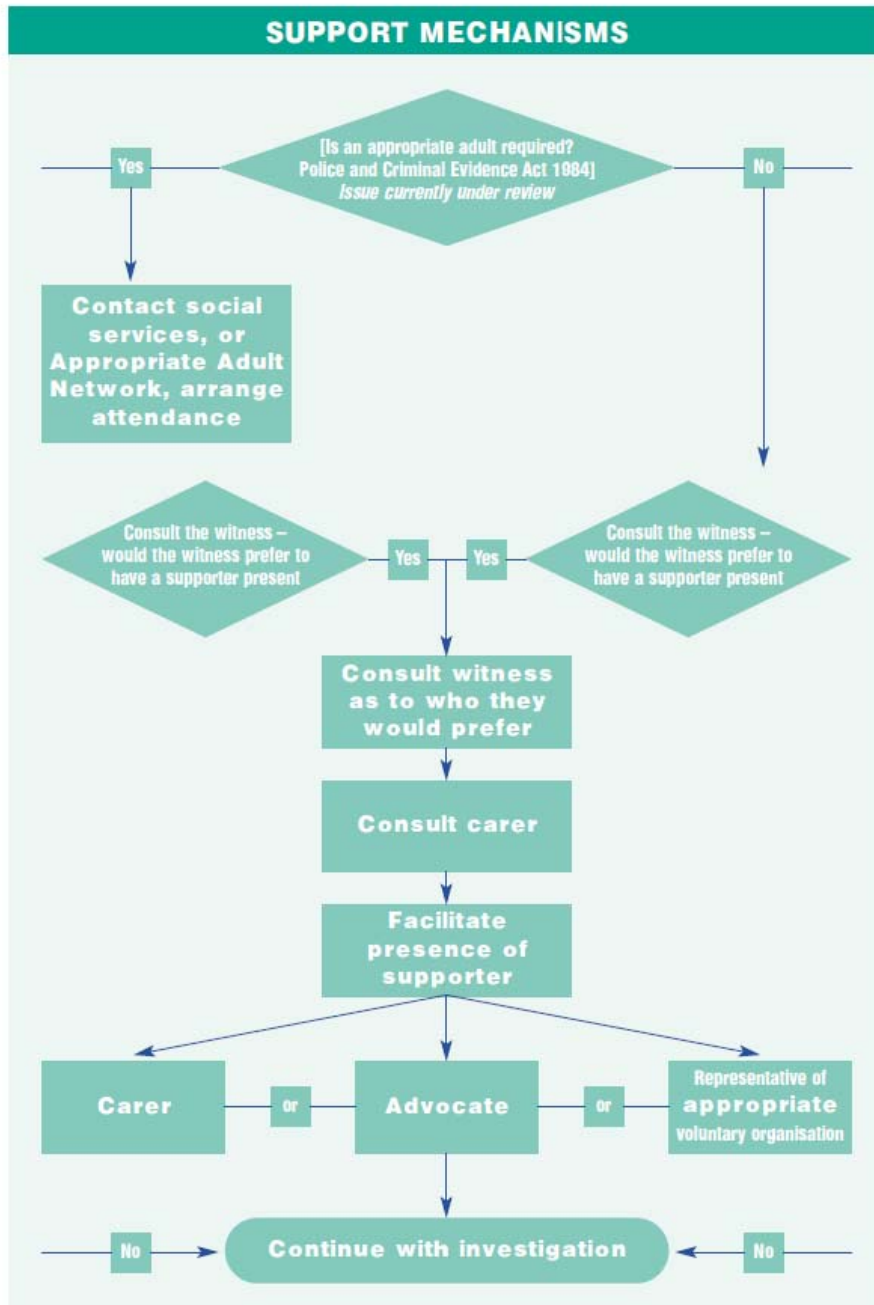 SUPPORT MECHANISMS
[Is an appropriate adult required?
Police and Criminal Evidence Act 1984]
Issue currently under review
Yes
No
Contact social
services, or
Appropriate Adult
Network, arrange
attendance
Consult the witness –
would the witness prefer to
have a supporter present
Yes
Yes
Consult the witness –
would the witness prefer to
have a supporter present
Consult witness
as to who they
would prefer
Consult carer
Facilitate
presence of
supporter
Carer
or
Advocate
or
Representative of
appropriate
voluntary organisation
No
Continue with investigation
No